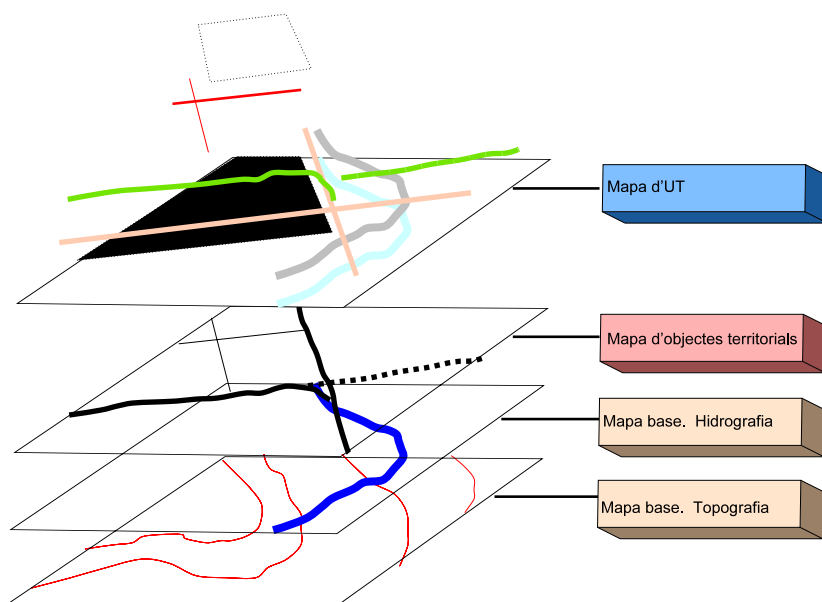 Mapa d'UT
Mapa d'objectes territorials
Mapa base. Hidrografia
Mapa base. Topografia